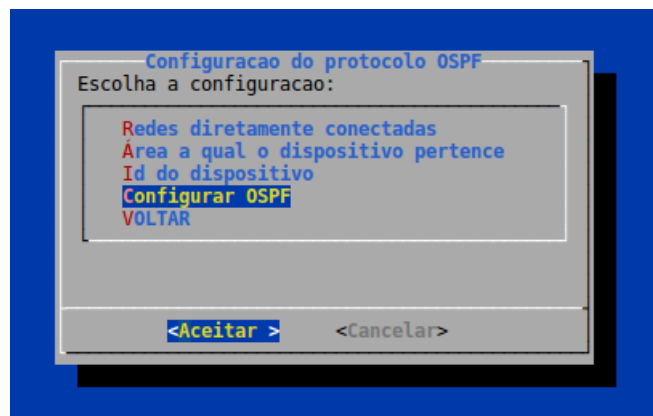 Configuracao do protocolo OSPF
Escolha a configuracao:
Redes diretamente conectadas
Área a qual o dispositivo pertence
Id do dispositivo
Configurar OSPF
VOLTAR
<Aceitar > <Cancelar>